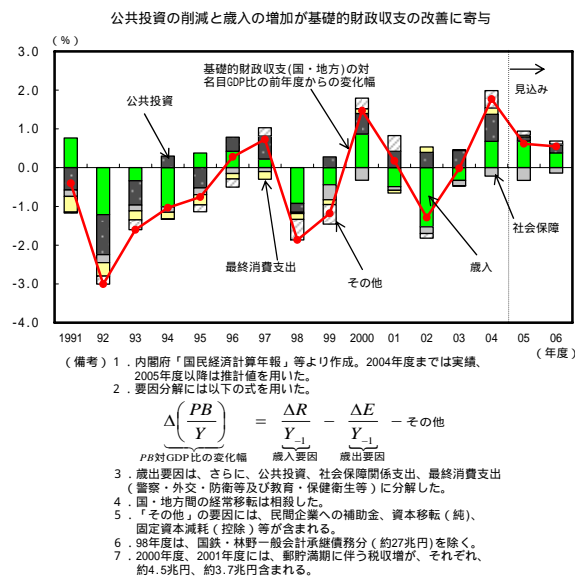 公共投資の削減と歳入の増加が基礎的財政収支の改善に寄与
(％)
3.0
2.0
1.0
0.0
-1.0
-2.0
-3.0
-4.0
公共投資
基礎的財政収支(国・地方)の対
名目GDP比の前年度からの変化幅
見込み
最終消費支出
その他
歳入
社会保障
1991 92 93 94 95 96 97 98 99 2000 01 02 03 04 05 06
(年度)
(備考) 1．内閣府「国民経済計算年報」等より作成。2004年度までは実績、
2005年度以降は推計値を用いた。
2．要因分解には以下の式を用いた。
Δ(PB/Y) = ΔR/Y₋₁ − ΔE/Y₋₁ − その他
PB対GDP比の変化幅 歳入要因 歳出要因
3．歳出要因は、さらに、公共投資、社会保障関係支出、最終消費支出
(警察・外交・防衛等及び教育・保健衛生等)に分解した。
4．国・地方間の経常移転は相殺した。
5．「その他」の要因には、民間企業への補助金、資本移転(純)、
固定資本減耗(控除)等が含まれる。
6．98年度は、国鉄・林野一般会計承継債務分(約27兆円)を除く。
7．2000年度、2001年度には、郵貯満期に伴う税収増が、それぞれ、
約4.5兆円、約3.7兆円含まれる。